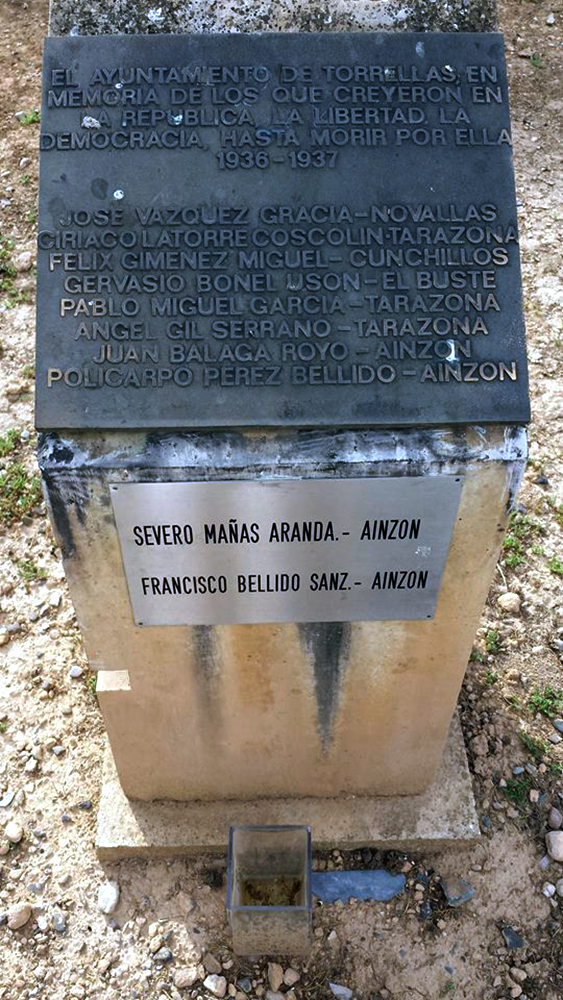 EL AYUNTAMIENTO DE TORRELLAS, EN
MEMORIA DE LOS QUE CREYERON EN
LA REPUBLICA, LA LIBERTAD, LA
DEMOCRACIA, HASTA MORIR POR ELLA
1936-1937
JOSE VAZQUEZ GRACIA-NOVALLAS
CIRIACO LATORRE COSCOLIN-TARAZONA
FELIX GIMENEZ MIGUEL- CUNCHILLOS
GERVASIO BONEL USON-EL BUSTE
PABLO MIGUEL GARCIA-TARAZONA
ANGEL GIL SERRANO-TARAZONA
JUAN BALAGA ROYO-AINZON
POLICARPO PEREZ BELLIDO-AINZON
SEVERO MAÑAS ARANDA.- AINZON
FRANCISCO BELLIDO SANZ.- AINZON